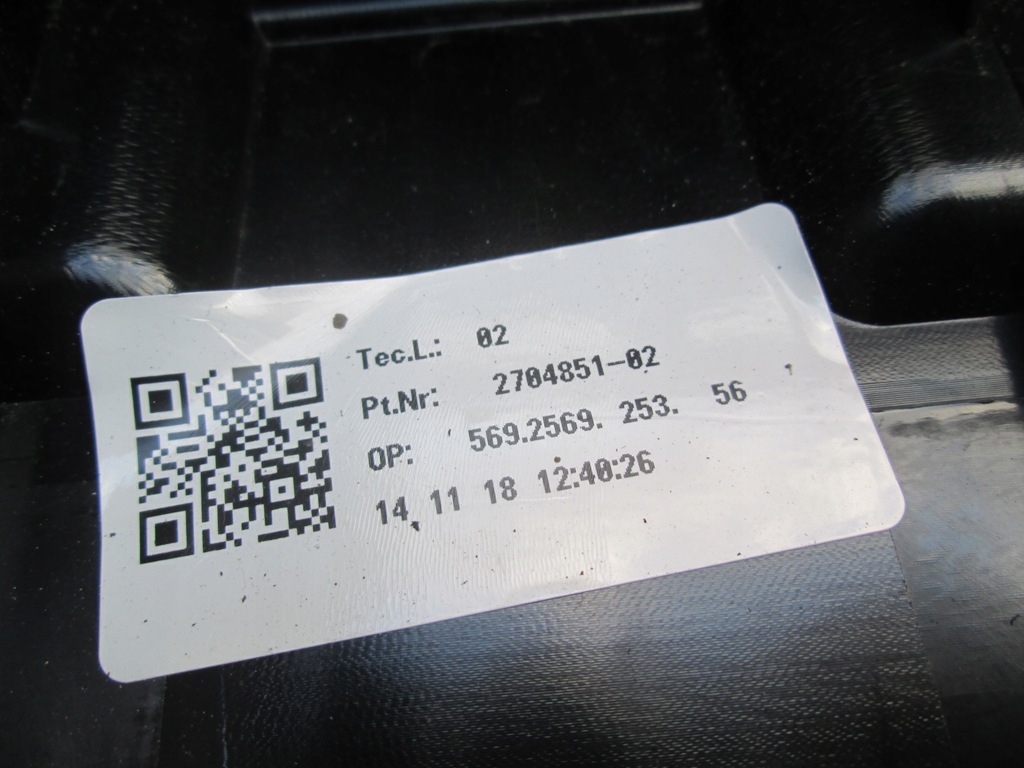 Tec.L.: 02
Pt.Nr: 2704851-02
OP: 569.2569. 253. 56
14 11 18 12:40:26